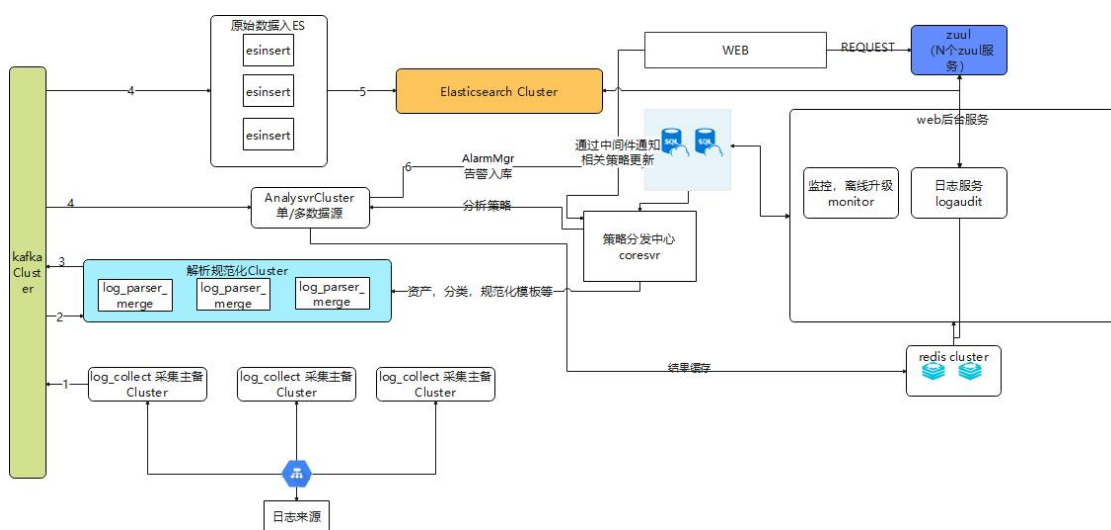 原始数据入ES
esinsert
esinsert
esinsert
4
5
Elasticsearch Cluster
WEB
REQUEST
zuul
（N个zuul服
务）
web后台服务
监控，离线升级
monitor
日志服务
logaudit
通过中间件通知
相关策略更新
SQL
SQL
6
AlarmMgr
告警入库
4
AnalysvrCluster
单/多数据源
分析策略
策略分发中心
coresvr
kafka
Clust
er
3
2
解析规范化Cluster
log_parser_
merge
log_parser_
merge
log_parser_
merge
资产，分类，规范化模板等
结果缓存
redis cluster
1
log_collect 采集主备
Cluster
log_collect 采集主备
Cluster
log_collect 采集主备
Cluster
日志来源